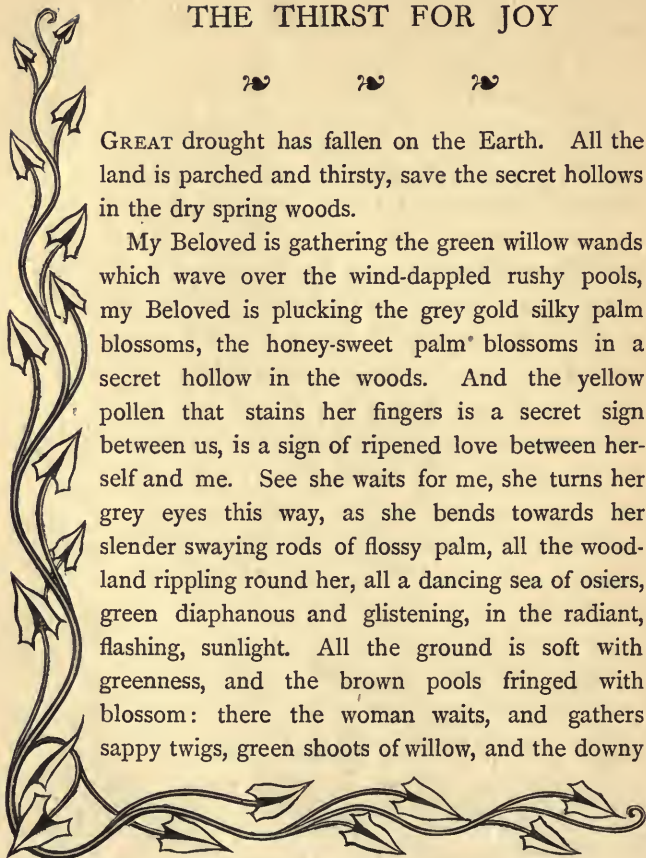 THE THIRST FOR JOY
GREAT drought has fallen on the Earth. All the
land is parched and thirsty, save the secret hollows
in the dry spring woods.
My Beloved is gathering the green willow wands
which wave over the wind-dappled rushy pools,
my Beloved is plucking the grey gold silky palm
blossoms, the honey-sweet palm blossoms in a
secret hollow in the woods. And the yellow
pollen that stains her fingers is a secret sign
between us, is a sign of ripened love between her-
self and me. See she waits for me, she turns her
grey eyes this way, as she bends towards her
slender swaying rods of flossy palm, all the wood-
land rippling round her, all a dancing sea of osiers,
green diaphanous and glistening, in the radiant,
flashing, sunlight. All the ground is soft with
greenness, and the brown pools fringed with
blossom: there the woman waits, and gathers
sappy twigs, green shoots of willow, and the downy